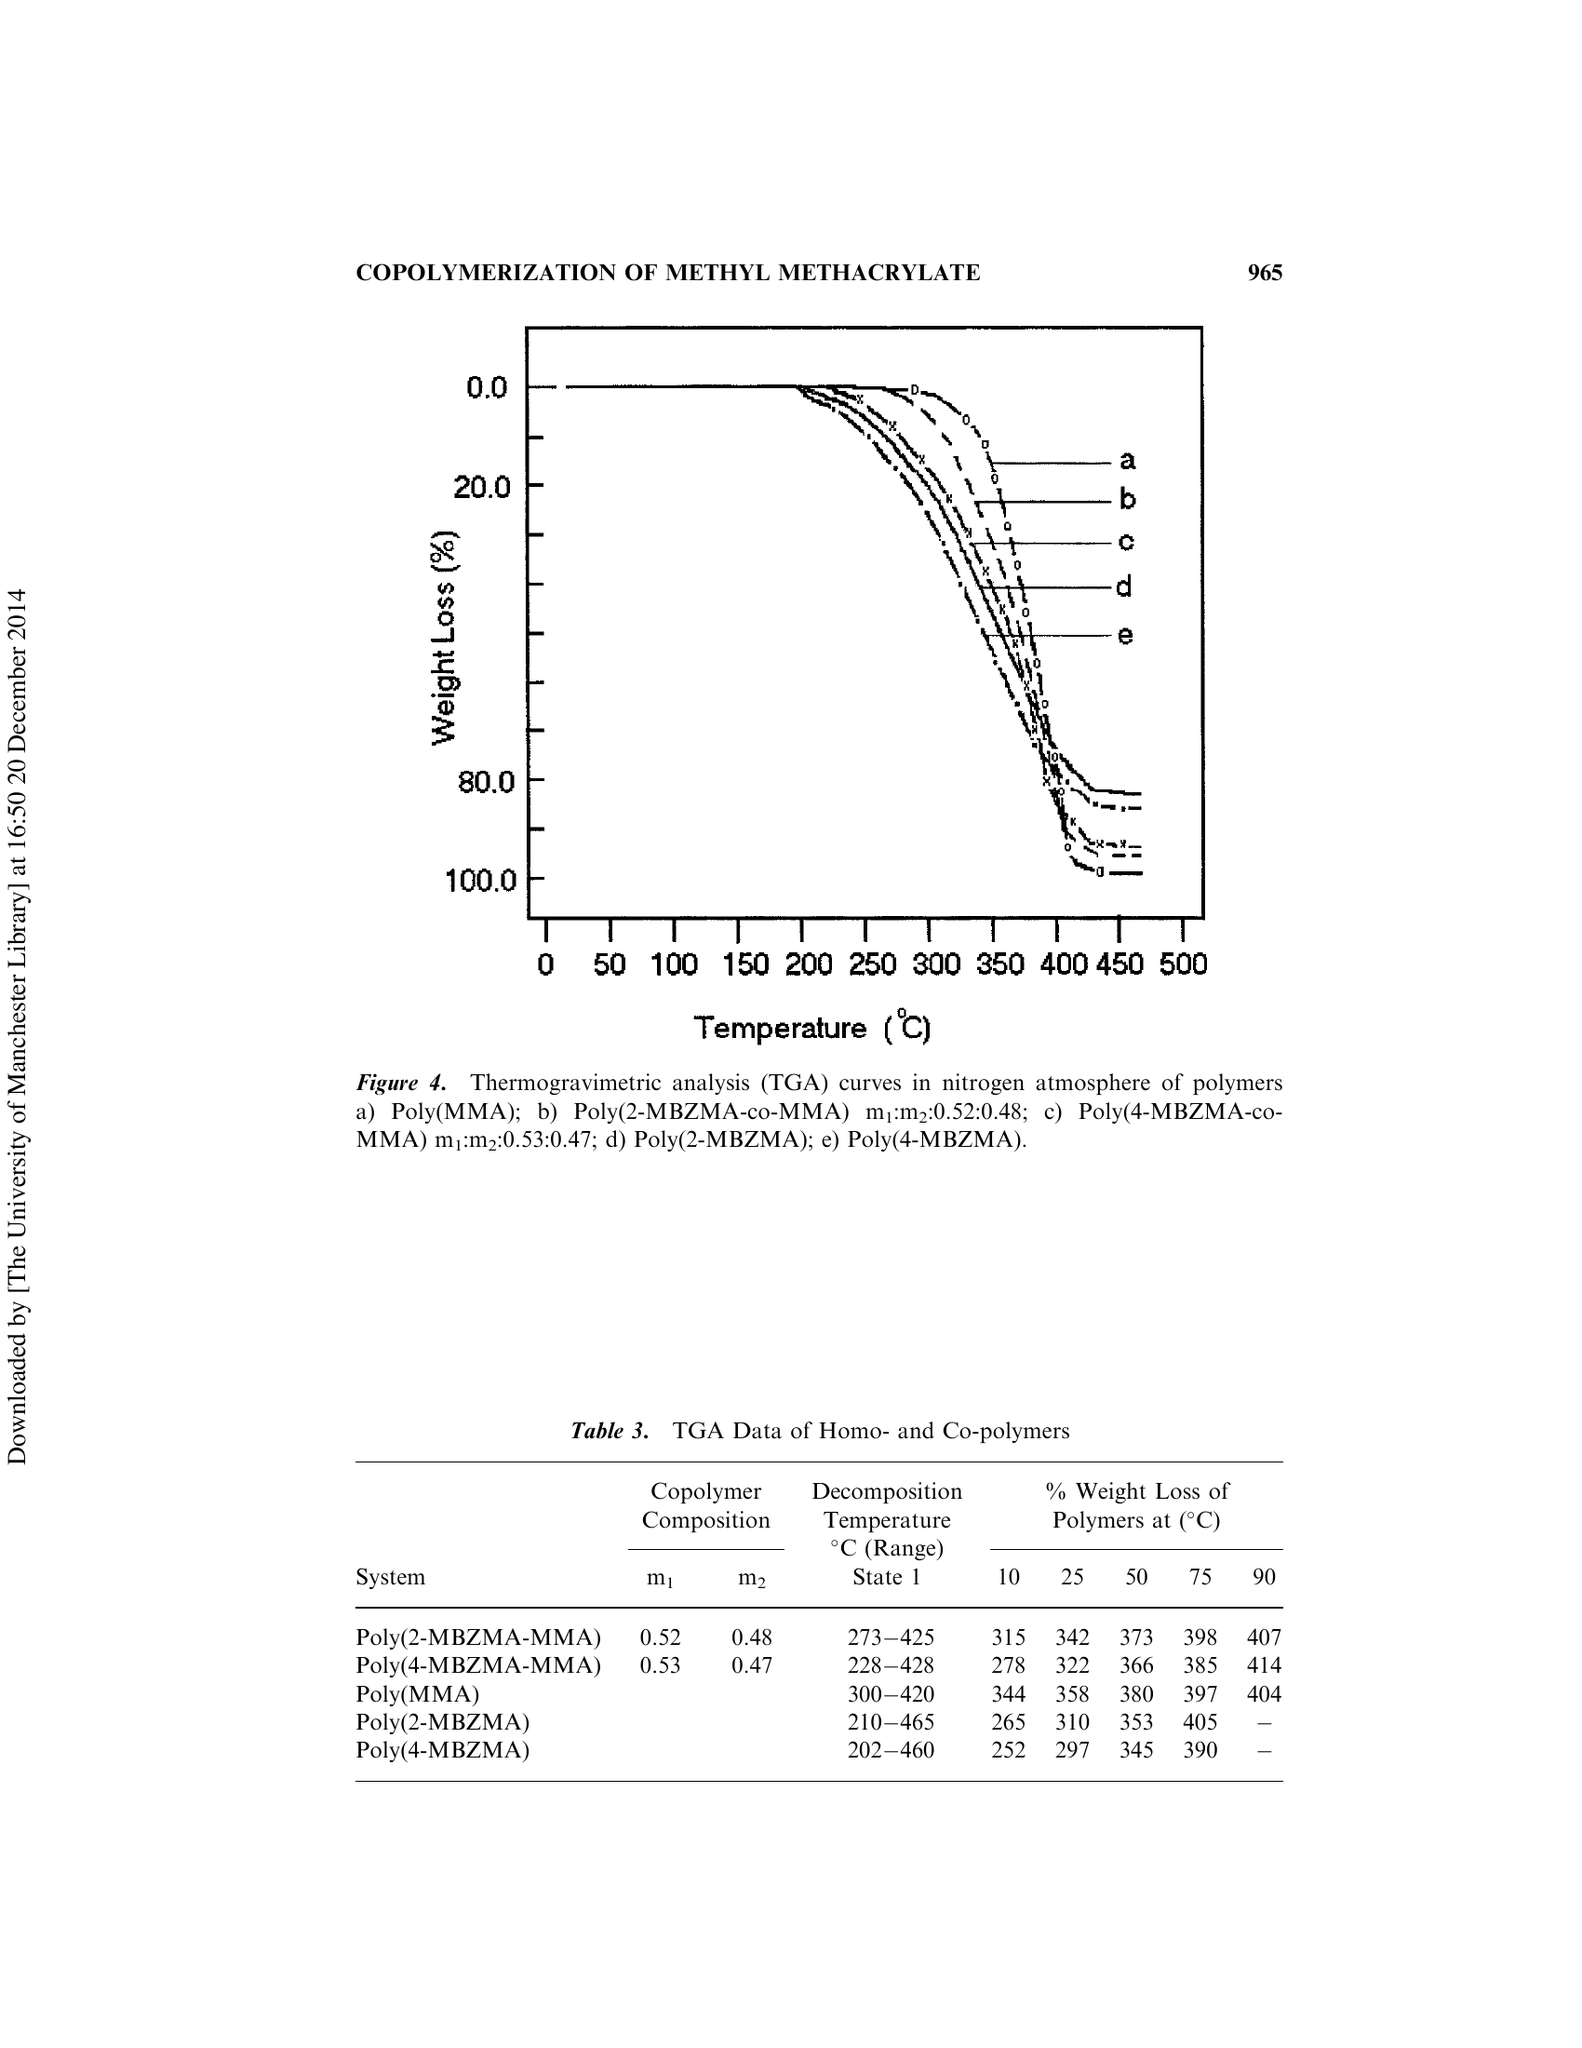 COPOLYMERIZATION OF METHYL METHACRYLATE 965
0.0
20.0
80.0
100.0
Weight Loss (%)
a
b
c
d
e
0 50 100 150 200 250 300 350 400 450 500
Temperature (°C)
Figure 4. Thermogravimetric analysis (TGA) curves in nitrogen atmosphere of polymers
a) Poly(MMA); b) Poly(2-MBZMA-co-MMA) m₁:m₂:0.52:0.48; c) Poly(4-MBZMA-co-
MMA) m₁:m₂:0.53:0.47; d) Poly(2-MBZMA); e) Poly(4-MBZMA).
Table 3. TGA Data of Homo- and Co-polymers
Copolymer Decomposition % Weight Loss of
Composition Temperature Polymers at (°C)
°C (Range)
System m₁ m₂ State 1 10 25 50 75 90
Poly(2-MBZMA-MMA) 0.52 0.48 273–425 315 342 373 398 407
Poly(4-MBZMA-MMA) 0.53 0.47 228–428 278 322 366 385 414
Poly(MMA) 300–420 344 358 380 397 404
Poly(2-MBZMA) 210–465 265 310 353 405 –
Poly(4-MBZMA) 202–460 252 297 345 390 –
Downloaded by [The University of Manchester Library] at 16:50 20 December 2014